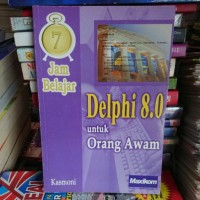 7
Jam
Belajar
Delphi 8.0
untuk
Orang Awam
Kasmoni
Maxikom